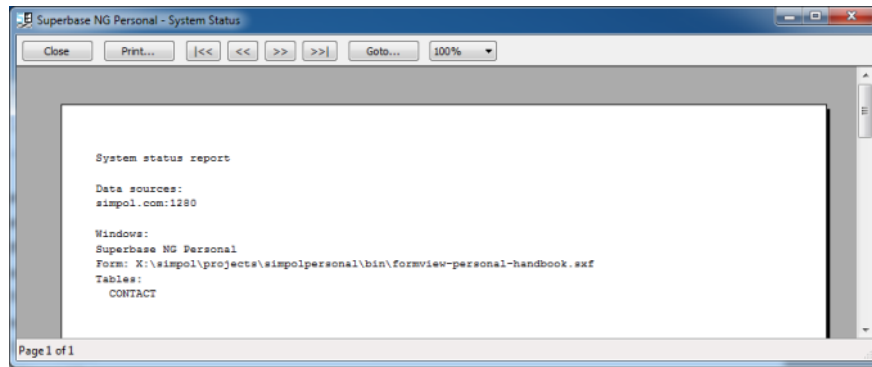 Superbase NG Personal - System Status
Close Print... |<< << >> >>| Goto... 100%
System status report
Data sources:
simpol.com:1280
Windows:
Superbase NG Personal
Form: X:\simpol\projects\simpolpersonal\bin\formview-personal-handbook.sxf
Tables:
CONTACT
Page 1 of 1